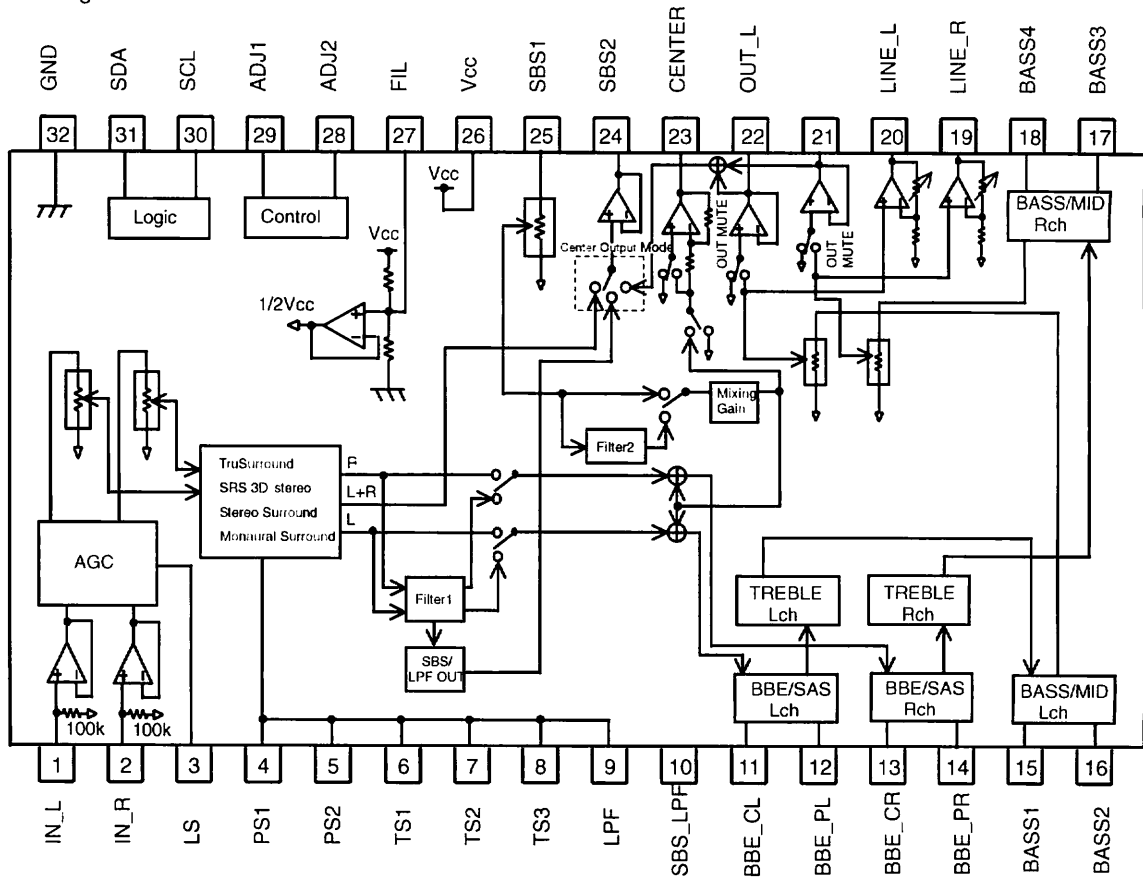 GND
SDA
SCL
ADJ1
ADJ2
FIL
Vcc
SBS1
SBS2
CENTER
OUT_L
LINE_L
LINE_R
BASS4
BASS3
32
31
30
29
28
27
26
25
24
23
22
21
20
19
18
17
Logic
Control
Vcc
Vcc
1/2Vcc
Center Output Mode
OUT MUTE
OUT
MUTE
BASS/MID
Rch
Mixing
Gain
Filter2
TruSurround
SRS 3D stereo
Stereo Surround
Monaural Surround
R
L+R
L
AGC
Filter1
SBS/
LPF OUT
TREBLE
Lch
TREBLE
Rch
BBE/SAS
Lch
BBE/SAS
Rch
BASS/MID
Lch
100k
100k
1
2
3
4
5
6
7
8
9
10
11
12
13
14
15
16
IN_L
IN_R
LS
PS1
PS2
TS1
TS2
TS3
LPF
SBS_LPF
BBE_CL
BBE_PL
BBE_CR
BBE_PR
BASS1
BASS2